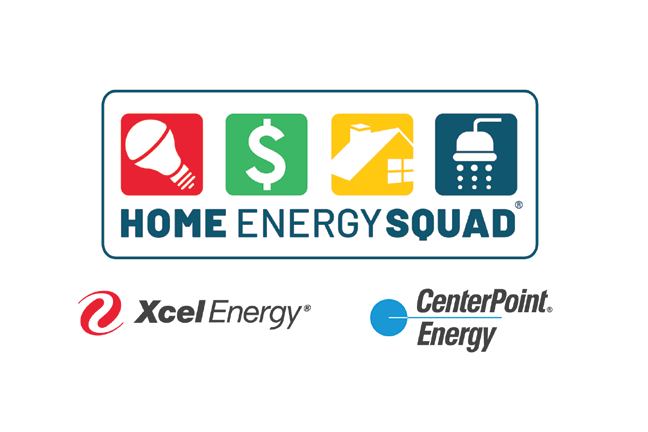 $
HOME ENERGY SQUAD®
Xcel Energy®
CenterPoint®
Energy